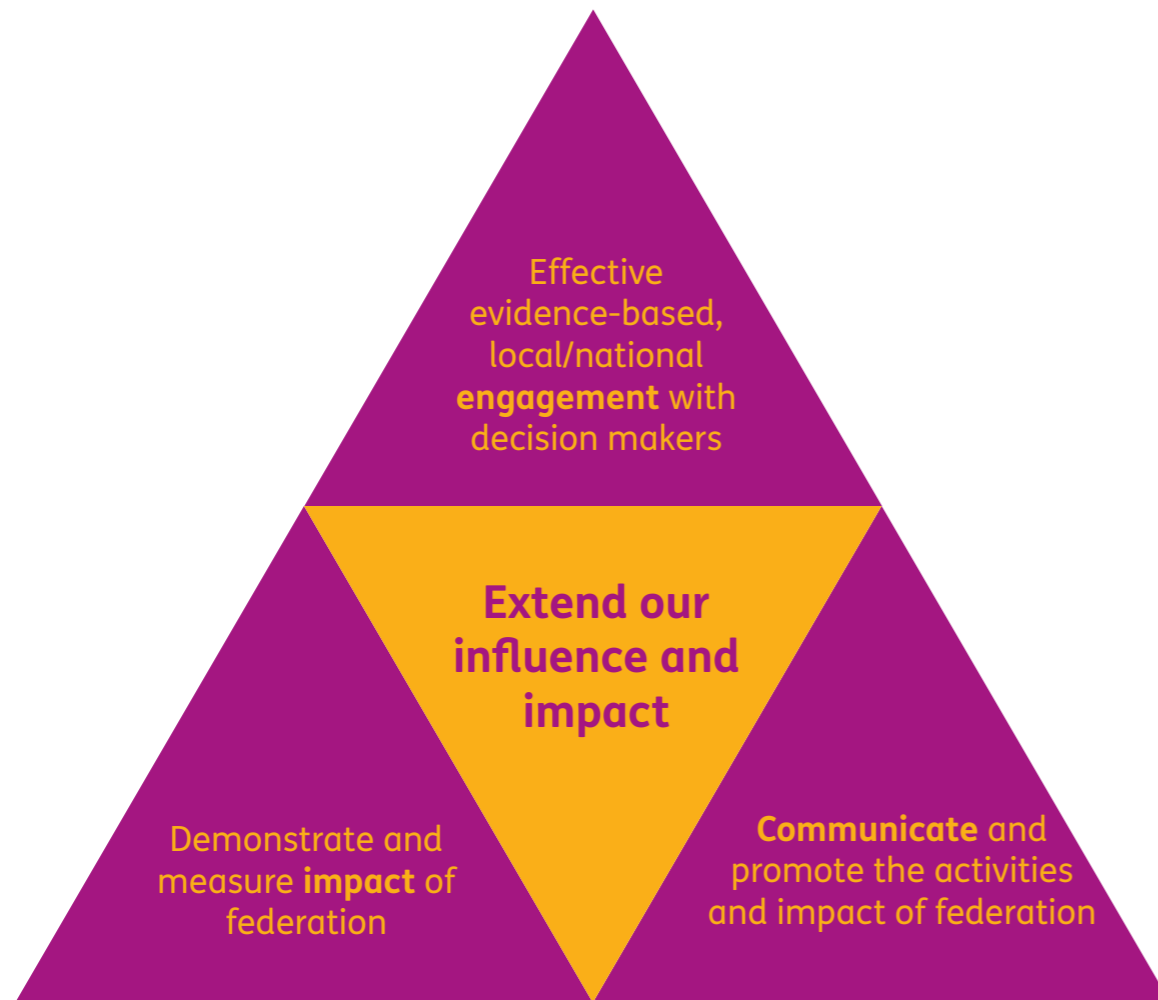 Effective
evidence-based,
local/national
engagement with
decision makers
Extend our
influence and
impact
Demonstrate and
measure impact of
federation
Communicate and
promote the activities
and impact of federation